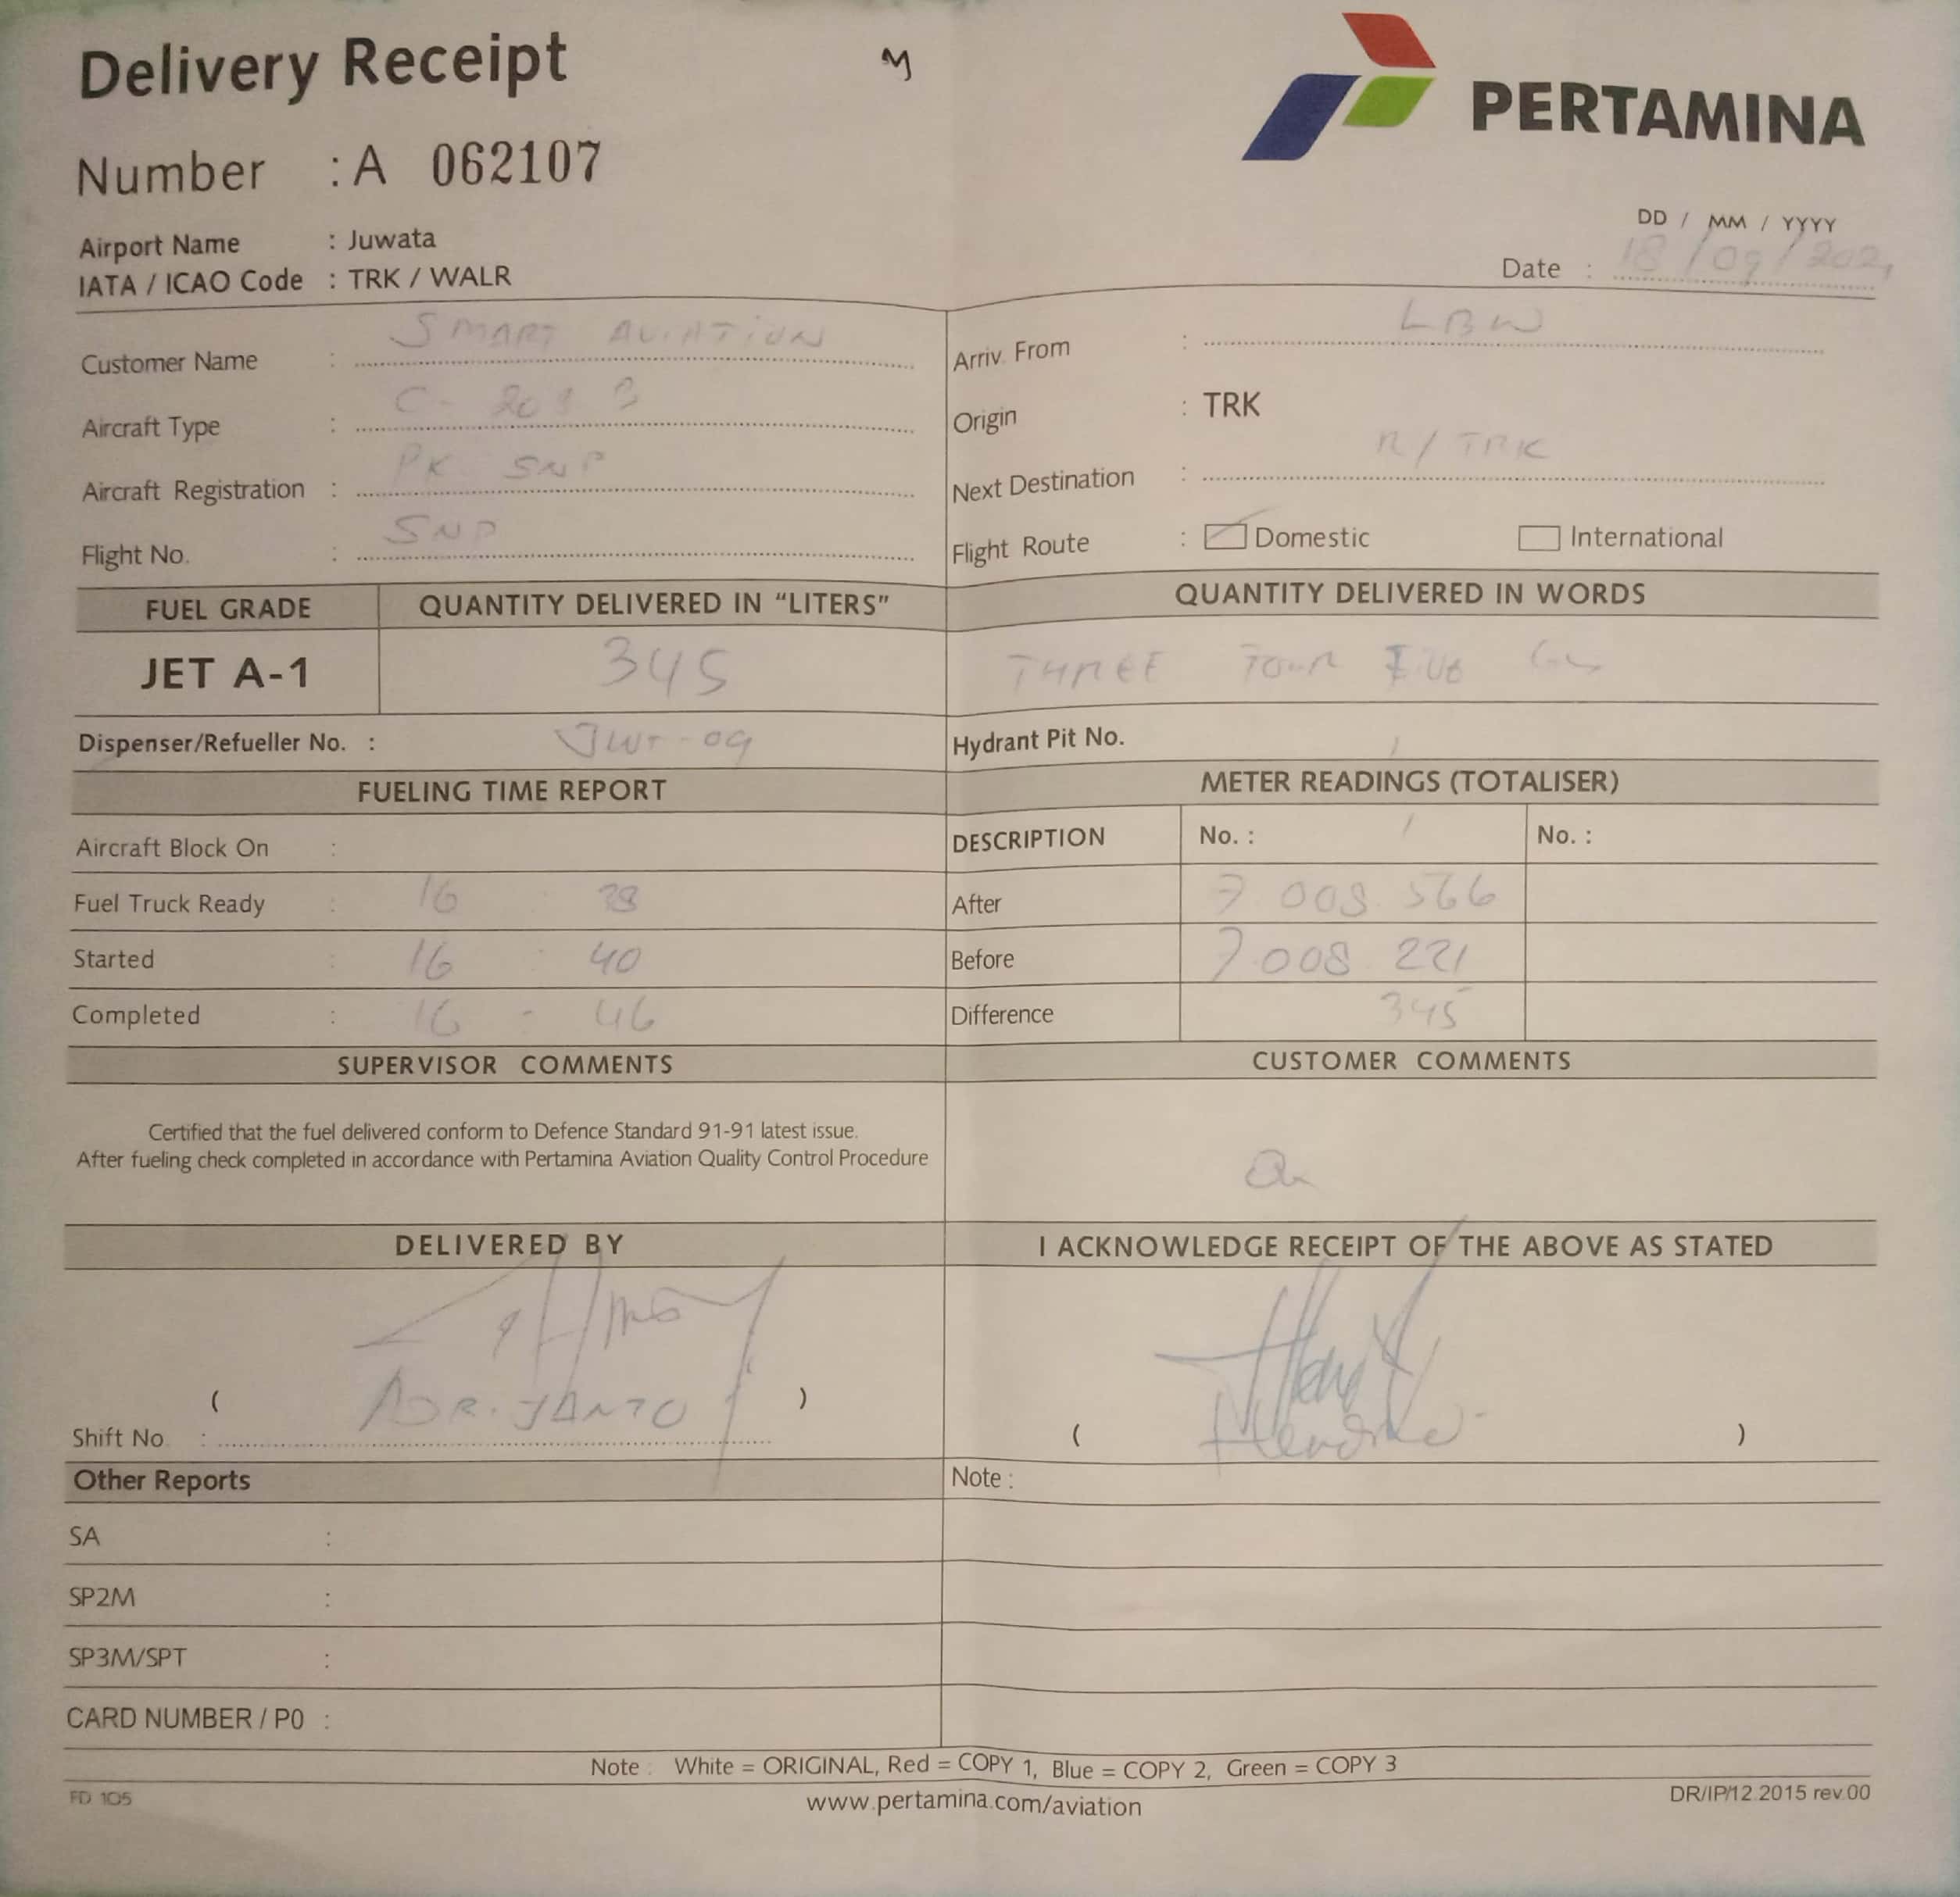 Delivery Receipt
M
PERTAMINA
Number : A 062107
Airport Name : Juwata
IATA / ICAO Code : TRK / WALR
DD / MM / YYYY
Date : 18/09/202
Customer Name : SMART AVIATION
Aircraft Type : C- 208 B
Aircraft Registration : PK SNP
Flight No. : SNP
Arriv. From : LBW
Origin : TRK
Next Destination : R/TRK
Flight Route : Domestic International
FUEL GRADE QUANTITY DELIVERED IN “LITERS” QUANTITY DELIVERED IN WORDS
JET A-1 345 THREE FOUR FIVE
Dispenser/Refueller No. : JWT-09 Hydrant Pit No. /
FUELING TIME REPORT METER READINGS (TOTALISER)
Aircraft Block On : DESCRIPTION No. : / No. :
Fuel Truck Ready : 16 38 After 7.008.566
Started : 16 : 40 Before 7.008 221
Completed : 16 : 46 Difference 345
SUPERVISOR COMMENTS CUSTOMER COMMENTS
Certified that the fuel delivered conform to Defence Standard 91-91 latest issue.
After fueling check completed in accordance with Pertamina Aviation Quality Control Procedure
DELIVERED BY I ACKNOWLEDGE RECEIPT OF THE ABOVE AS STATED
( ADRIYANTO )
Shift No. :
( )
Other Reports Note :
SA :
SP2M :
SP3M/SPT :
CARD NUMBER / P0 :
Note : White = ORIGINAL, Red = COPY 1, Blue = COPY 2, Green = COPY 3
FD 105 www.pertamina.com/aviation DR/IP/12.2015 rev.00